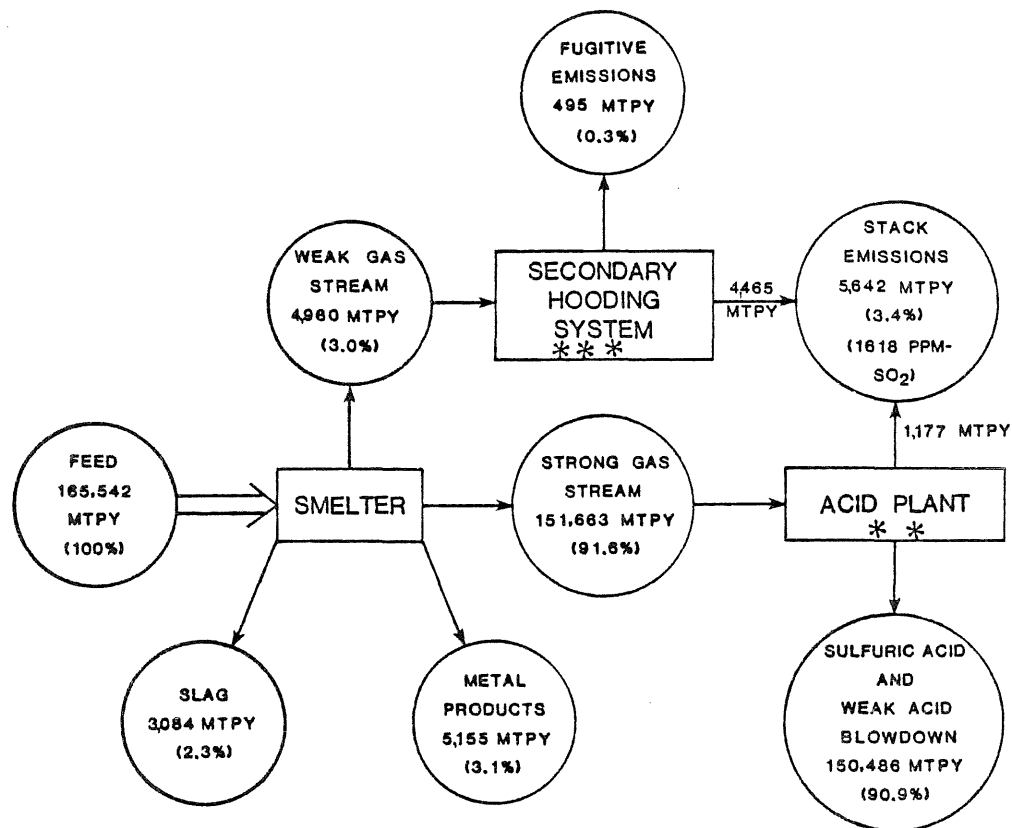 FUGITIVE
EMISSIONS
495 MTPY
(0.3%)
WEAK GAS
STREAM
4,960 MTPY
(3.0%)
SECONDARY
HOODING
SYSTEM
***
4,465
MTPY
STACK
EMISSIONS
5,642 MTPY
(3.4%)
(1618 PPM-
SO₂)
1,177 MTPY
FEED
165,542
MTPY
(100%)
SMELTER
STRONG GAS
STREAM
151,663 MTPY
(91.6%)
ACID PLANT
**
SLAG
3,084 MTPY
(2.3%)
METAL
PRODUCTS
5,155 MTPY
(3.1%)
SULFURIC ACID
AND
WEAK ACID
BLOWDOWN
150,486 MTPY
(90.9%)